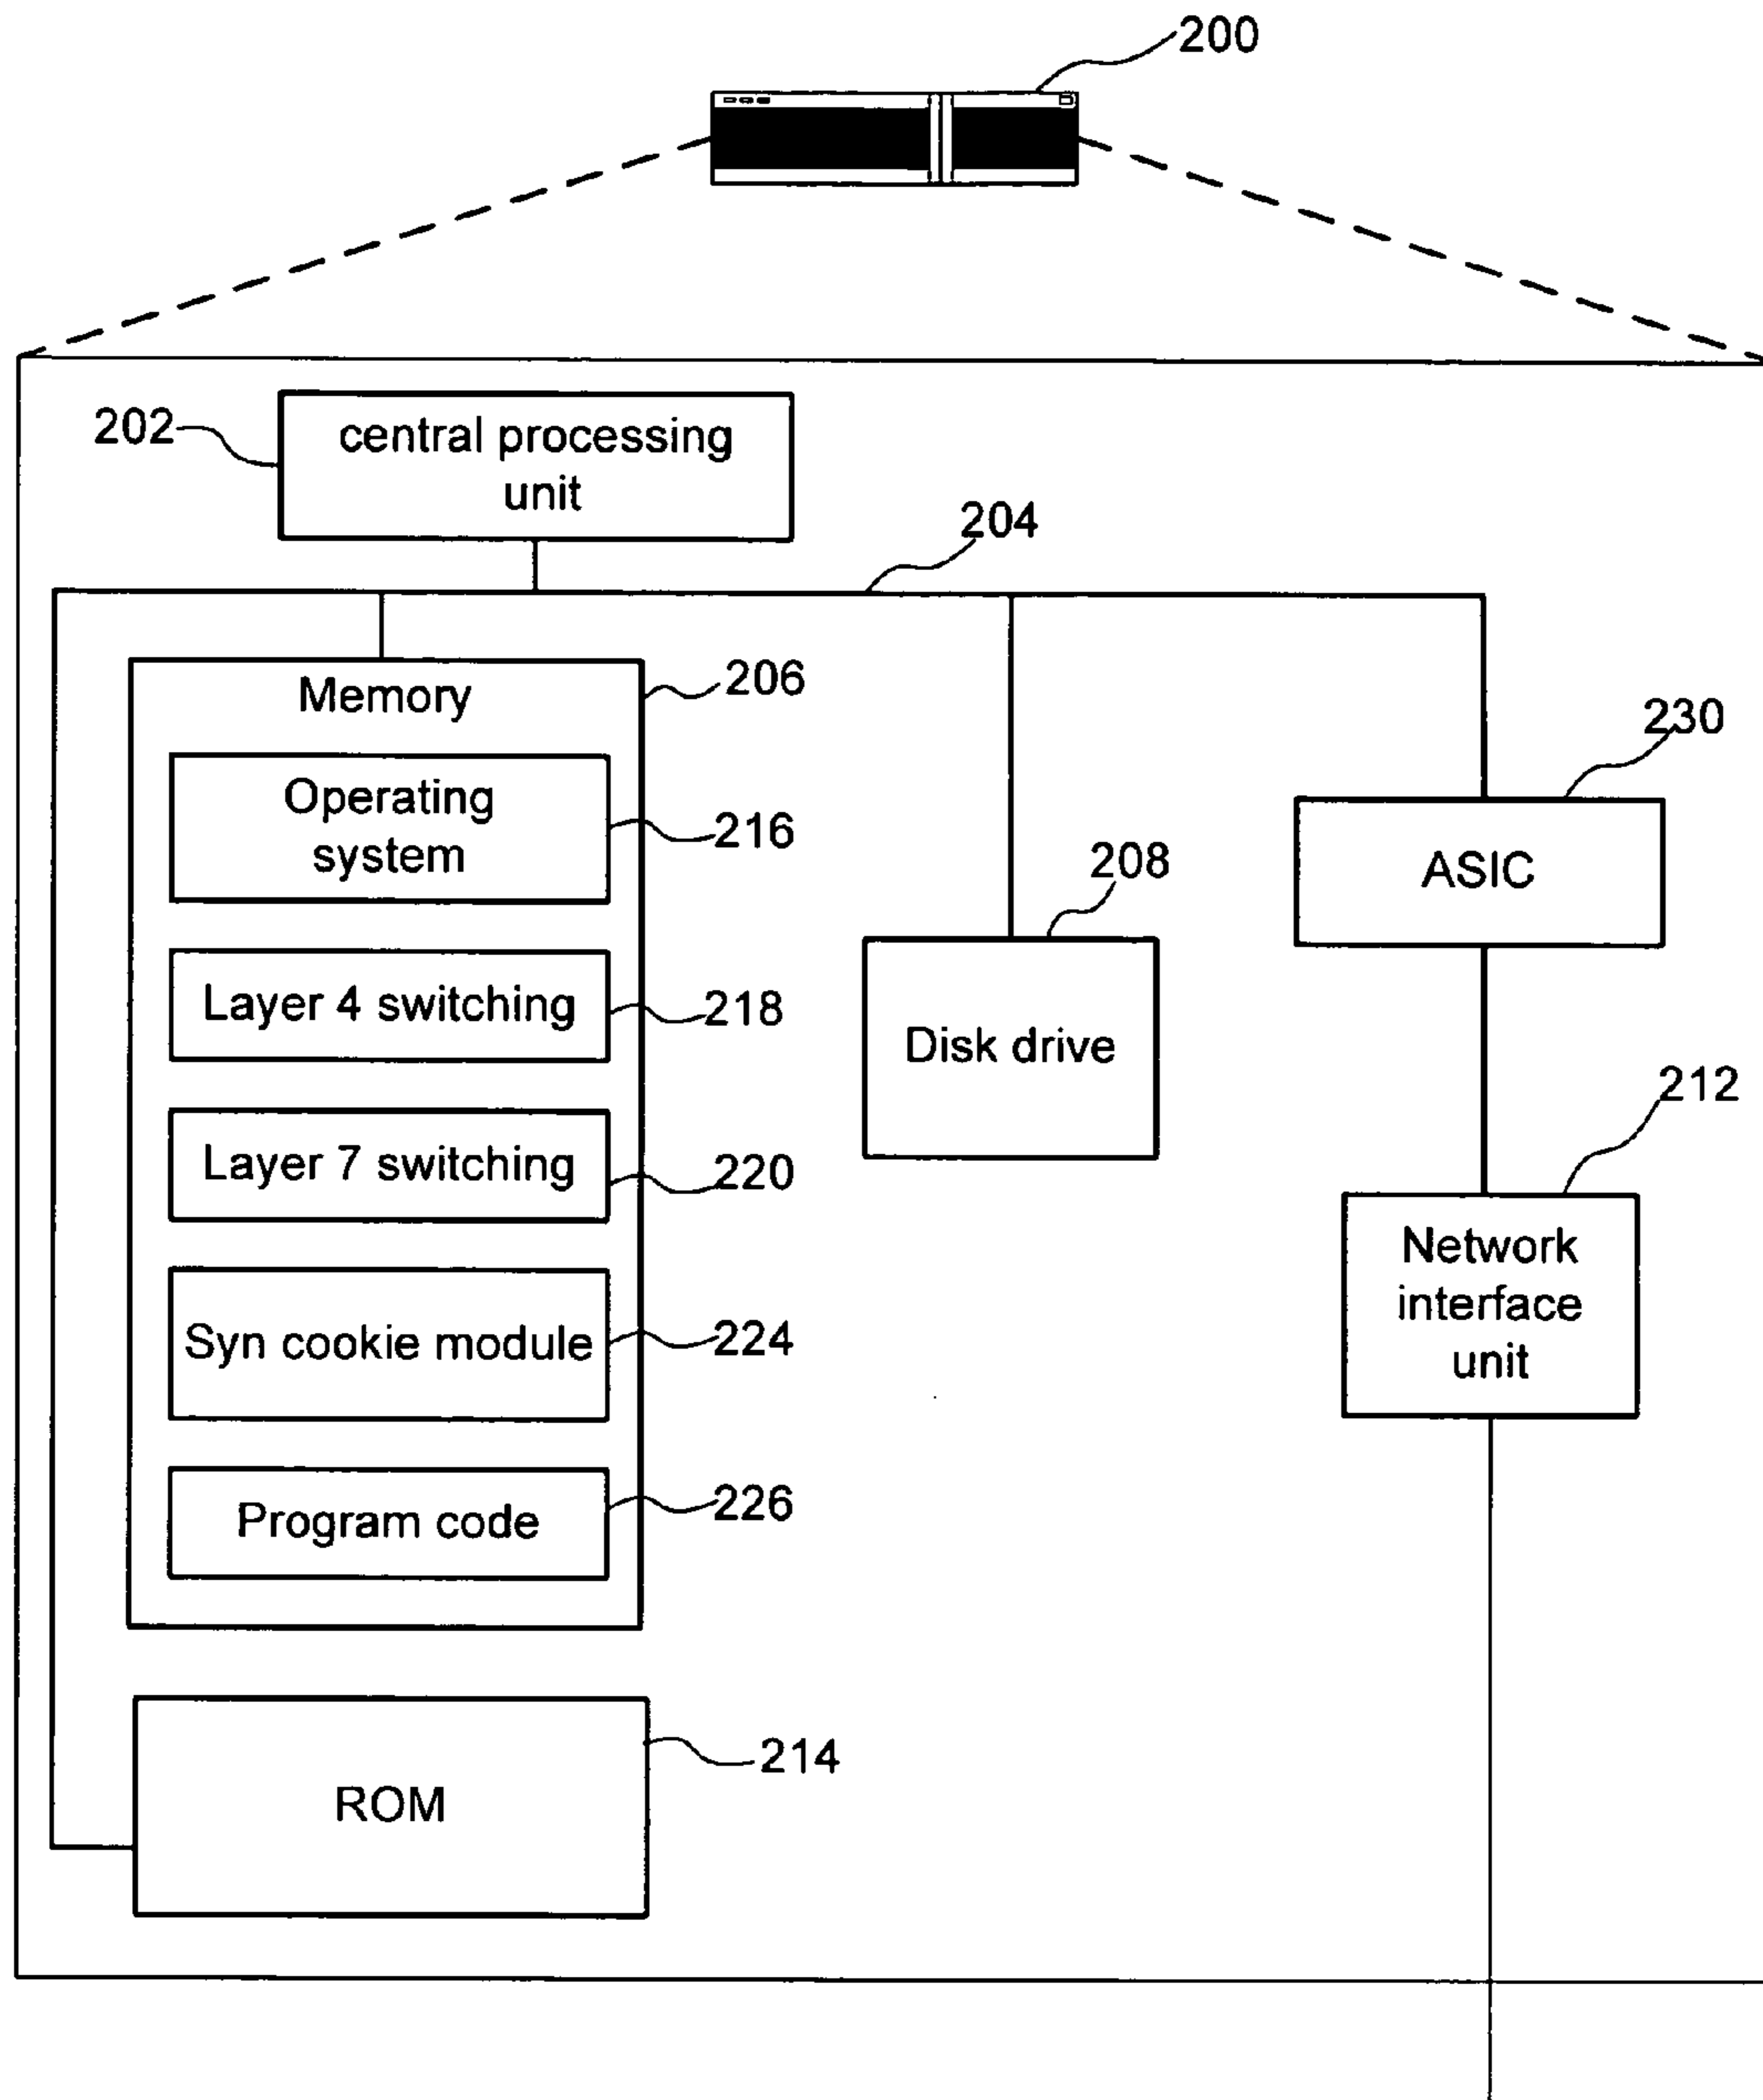 200
202
central processing
unit
204
Memory
206
Operating
system
216
230
ASIC
208
Disk drive
Layer 4 switching
218
Layer 7 switching
220
212
Network
interface
unit
Syn cookie module
224
Program code
226
ROM
214